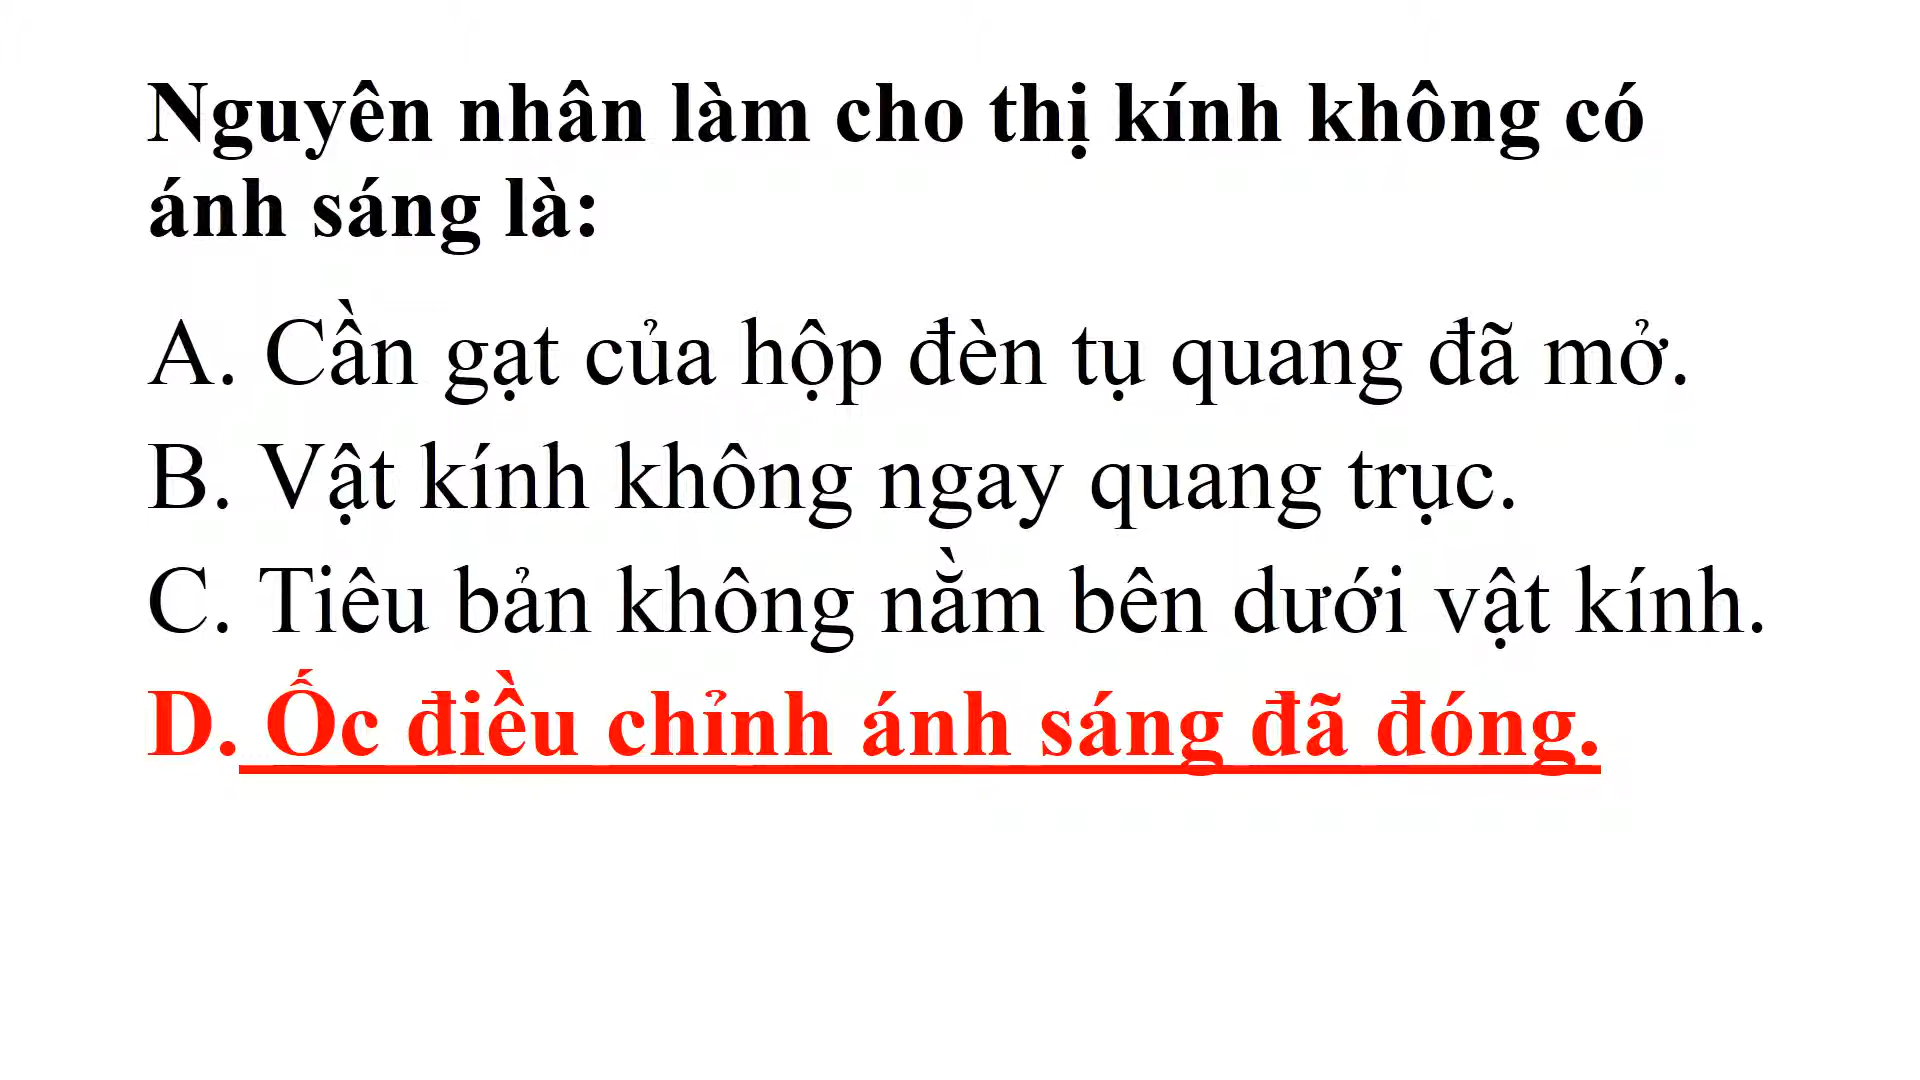 Nguyên nhân làm cho thị kính không có
ánh sáng là:
A. Cần gạt của hộp đèn tụ quang đã mở.
B. Vật kính không ngay quang trục.
C. Tiêu bản không nằm bên dưới vật kính.
D. Ốc điều chỉnh ánh sáng đã đóng.